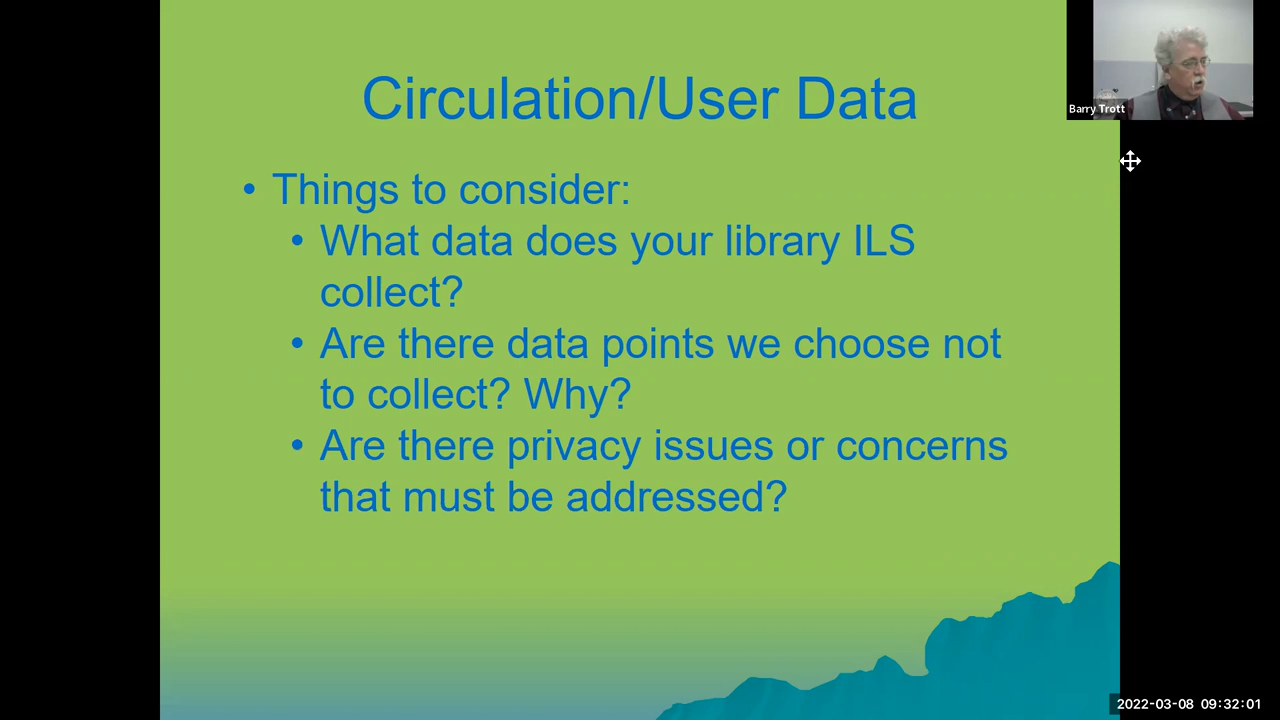 Circulation/User Data
Barry Trott
• Things to consider:
• What data does your library ILS
collect?
• Are there data points we choose not
to collect? Why?
• Are there privacy issues or concerns
that must be addressed?
2022-03-08 09:32:01